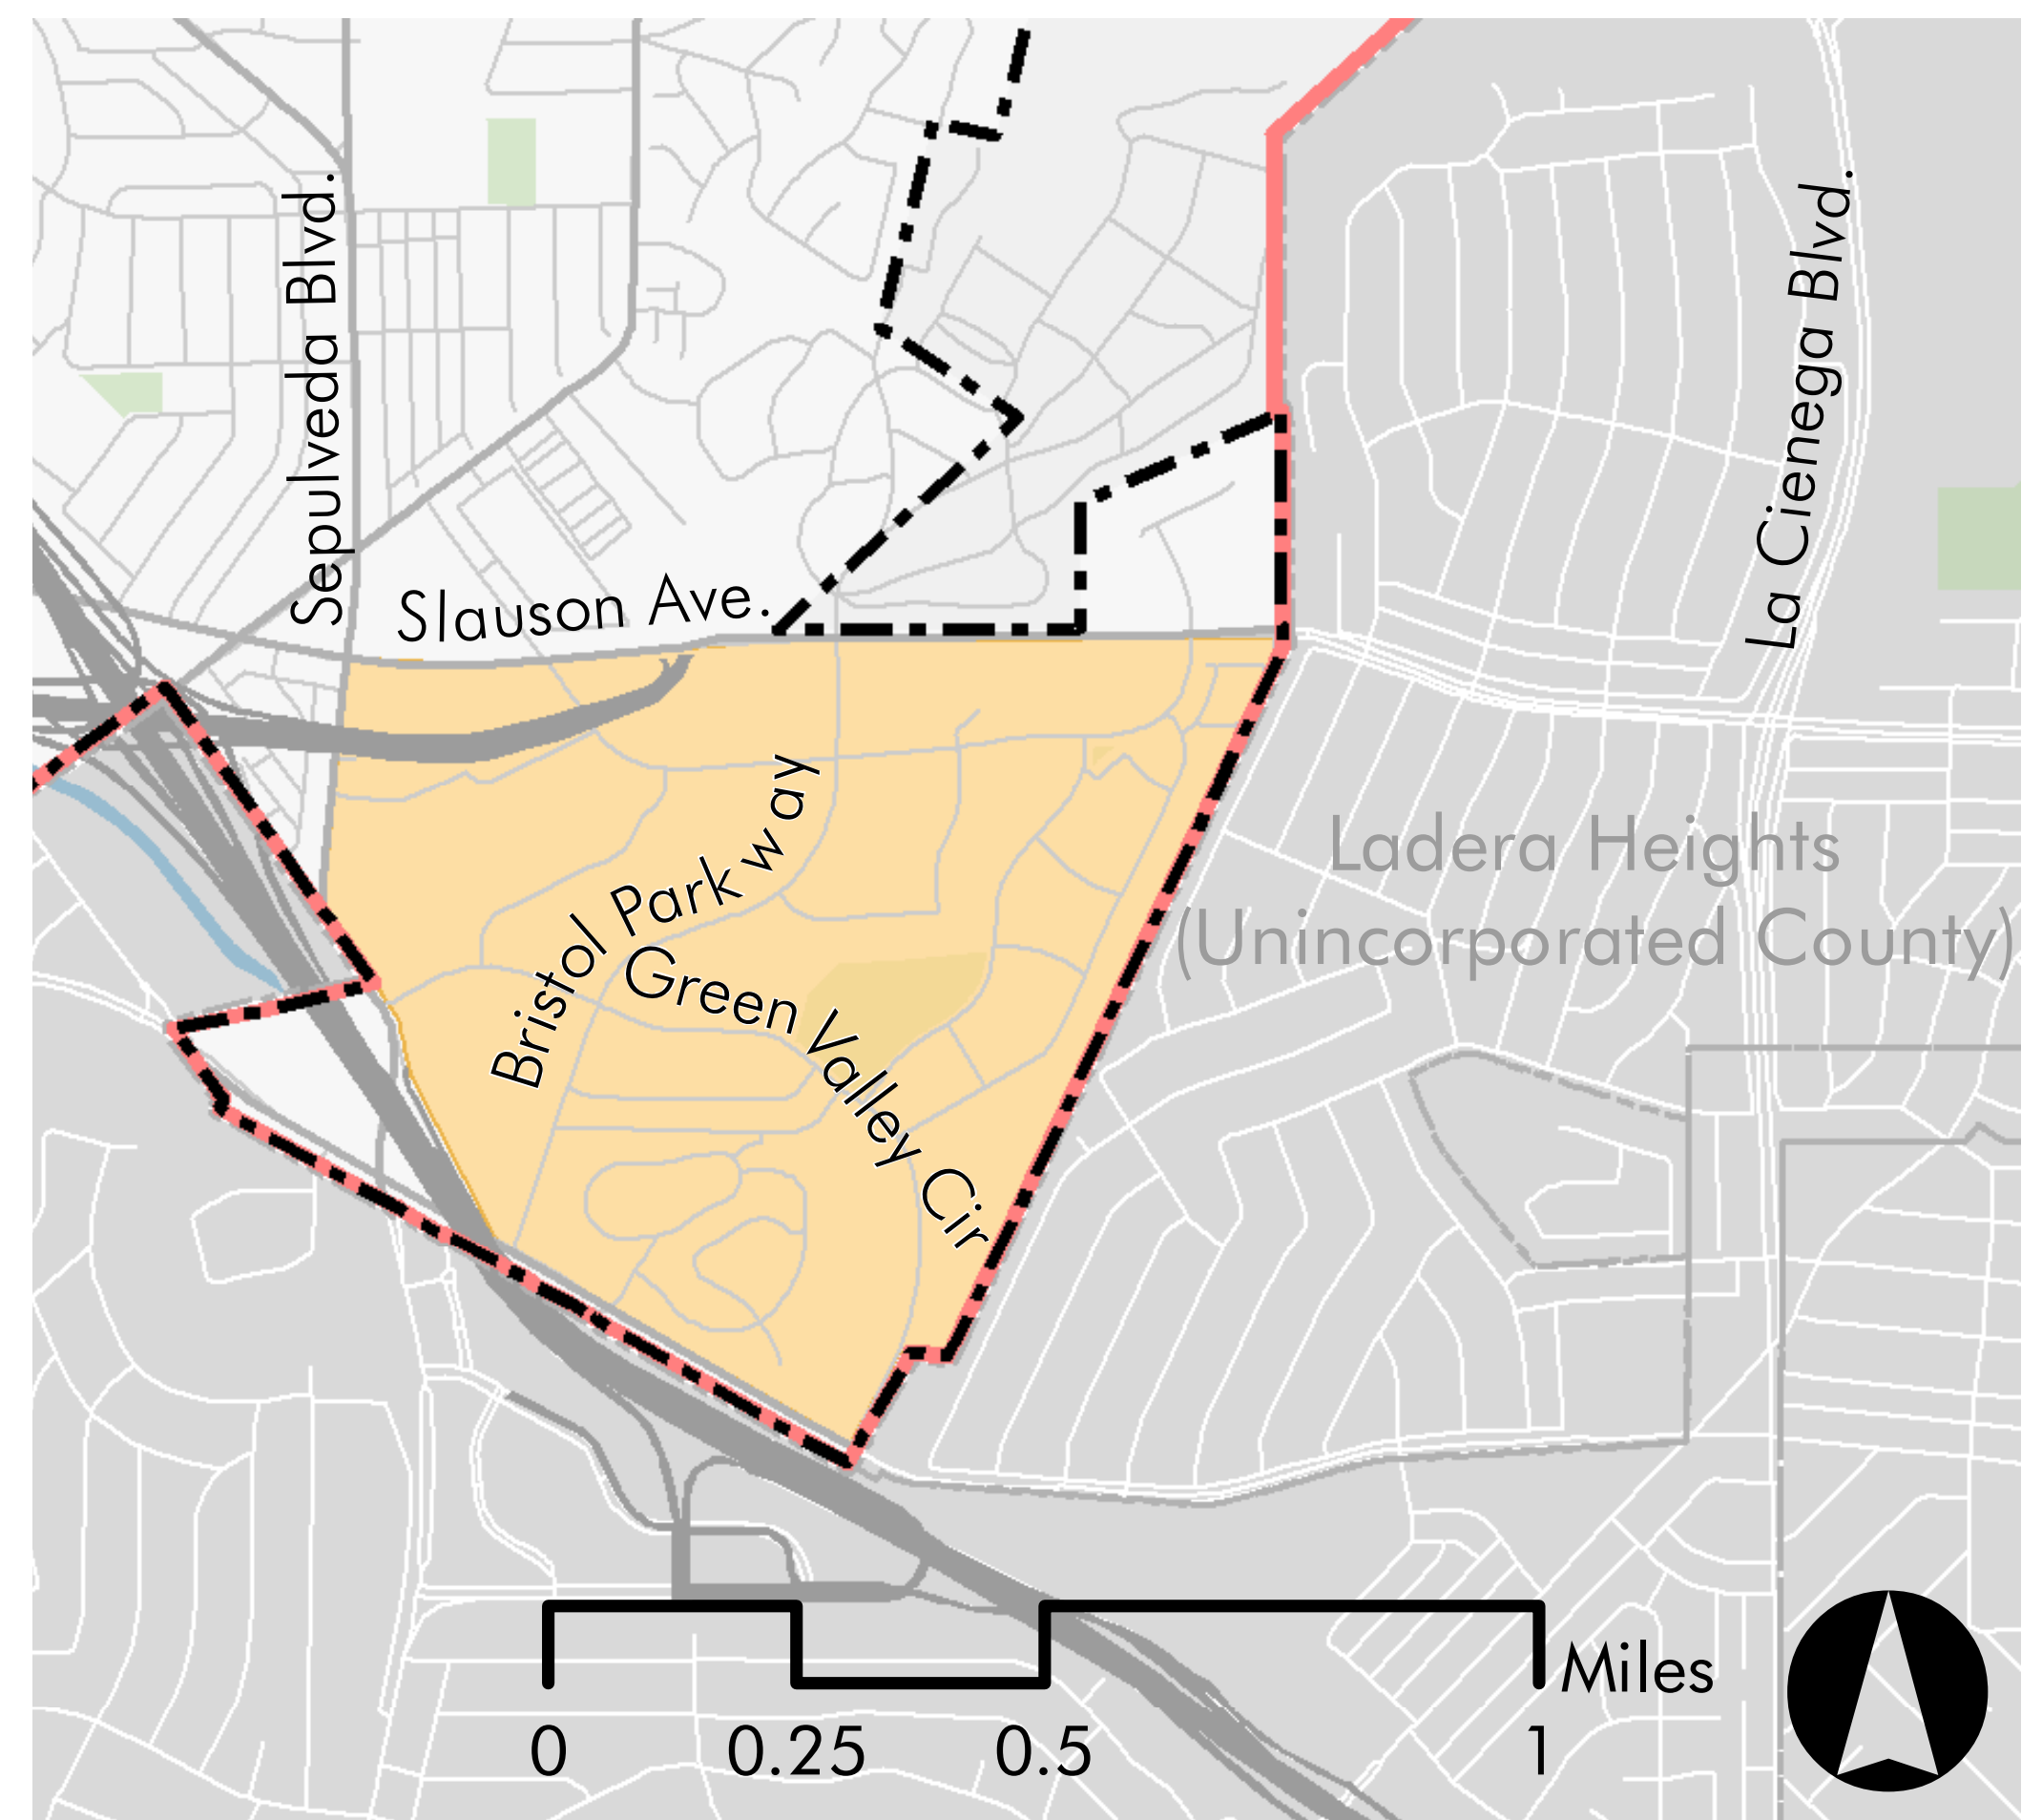 Sepulveda Blvd.
La Cienega Blvd.
Slauson Ave.
Bristol Parkway
Green Valley Cir
Ladera Heights
(Unincorporated County)
Miles
0 0.25 0.5 1